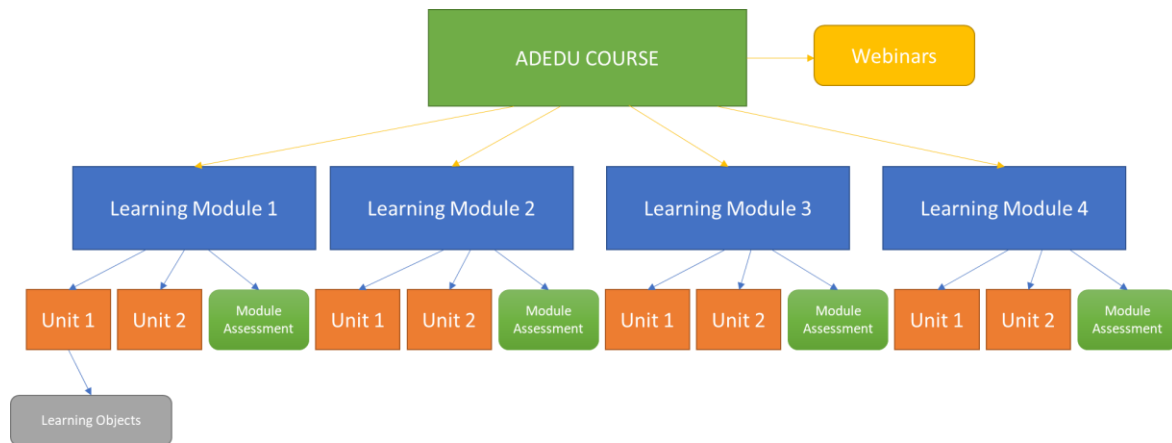 ADEDU COURSE
Webinars
Learning Module 1
Learning Module 2
Learning Module 3
Learning Module 4
Unit 1
Unit 2
Module
Assessment
Unit 1
Unit 2
Module
Assessment
Unit 1
Unit 2
Module
Assessment
Unit 1
Unit 2
Module
Assessment
Learning Objects